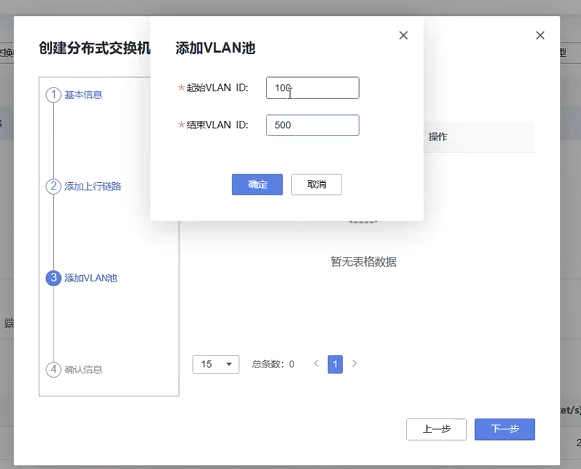 创建分布式交换机
添加VLAN池
*起始VLAN ID: 100
*结束VLAN ID: 500
确定 取消
1 基本信息
2 添加上行链路
3 添加VLAN池
4 确认信息
操作
暂无表格数据
15 总条数: 0 1
上一步 下一步
型
端
et/s)
2